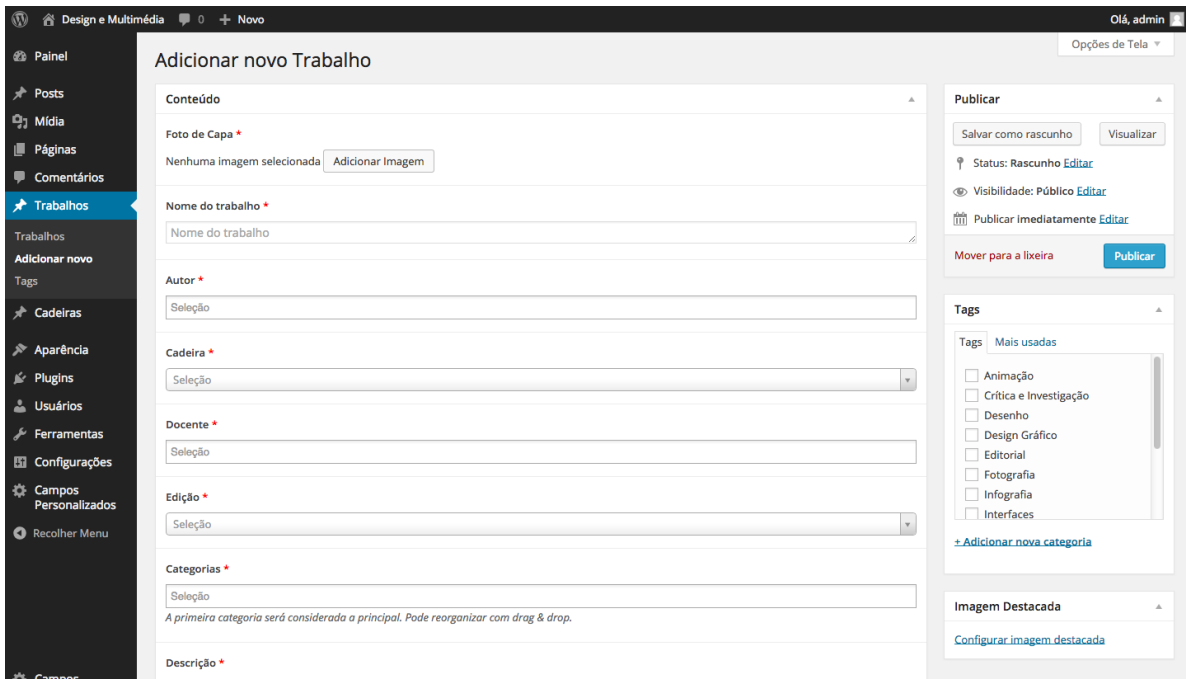 Design e Multimédia 0 + Novo Olá, admin
Opções de Tela
Painel
Posts
Mídia
Páginas
Comentários
Trabalhos
Trabalhos
Adicionar novo
Tags
Cadeiras
Aparência
Plugins
Usuários
Ferramentas
Configurações
Campos
Personalizados
Recolher Menu
Campos
Adicionar novo Trabalho
Conteúdo
Foto de Capa *
Nenhuma imagem selecionada Adicionar Imagem
Nome do trabalho *
Nome do trabalho
Autor *
Seleção
Cadeira *
Seleção
Docente *
Seleção
Edição *
Seleção
Categorias *
Seleção
A primeira categoria será considerada a principal. Pode reorganizar com drag & drop.
Descrição *
Publicar
Salvar como rascunho Visualizar
Status: Rascunho Editar
Visibilidade: Público Editar
Publicar imediatamente Editar
Mover para a lixeira Publicar
Tags
Tags Mais usadas
Animação
Crítica e Investigação
Desenho
Design Gráfico
Editorial
Fotografia
Infografia
Interfaces
+ Adicionar nova categoria
Imagem Destacada
Configurar imagem destacada